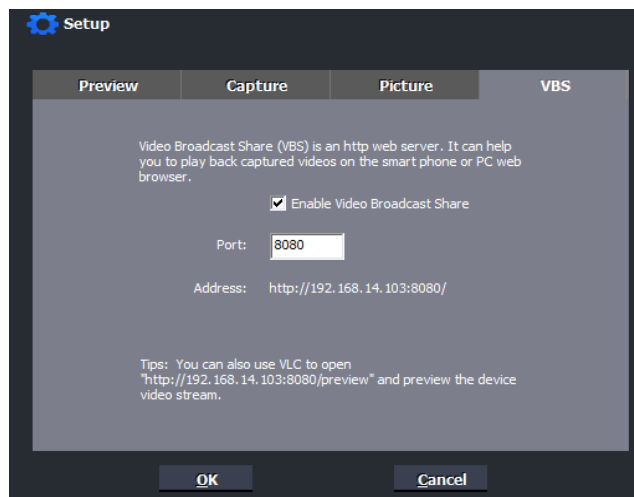 Setup
Preview
Capture
Picture
VBS
Video Broadcast Share (VBS) is an http web server. It can help
you to play back captured videos on the smart phone or PC web
browser.
Enable Video Broadcast Share
Port: 8080
Address: http://192.168.14.103:8080/
Tips: You can also use VLC to open
"http://192.168.14.103:8080/preview" and preview the device
video stream.
OK
Cancel